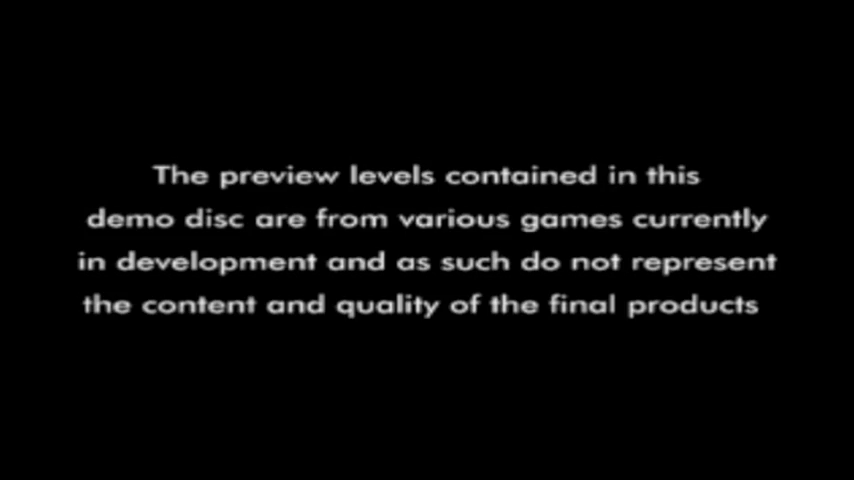 The preview levels contained in this
demo disc are from various games currently
in development and as such do not represent
the content and quality of the final products